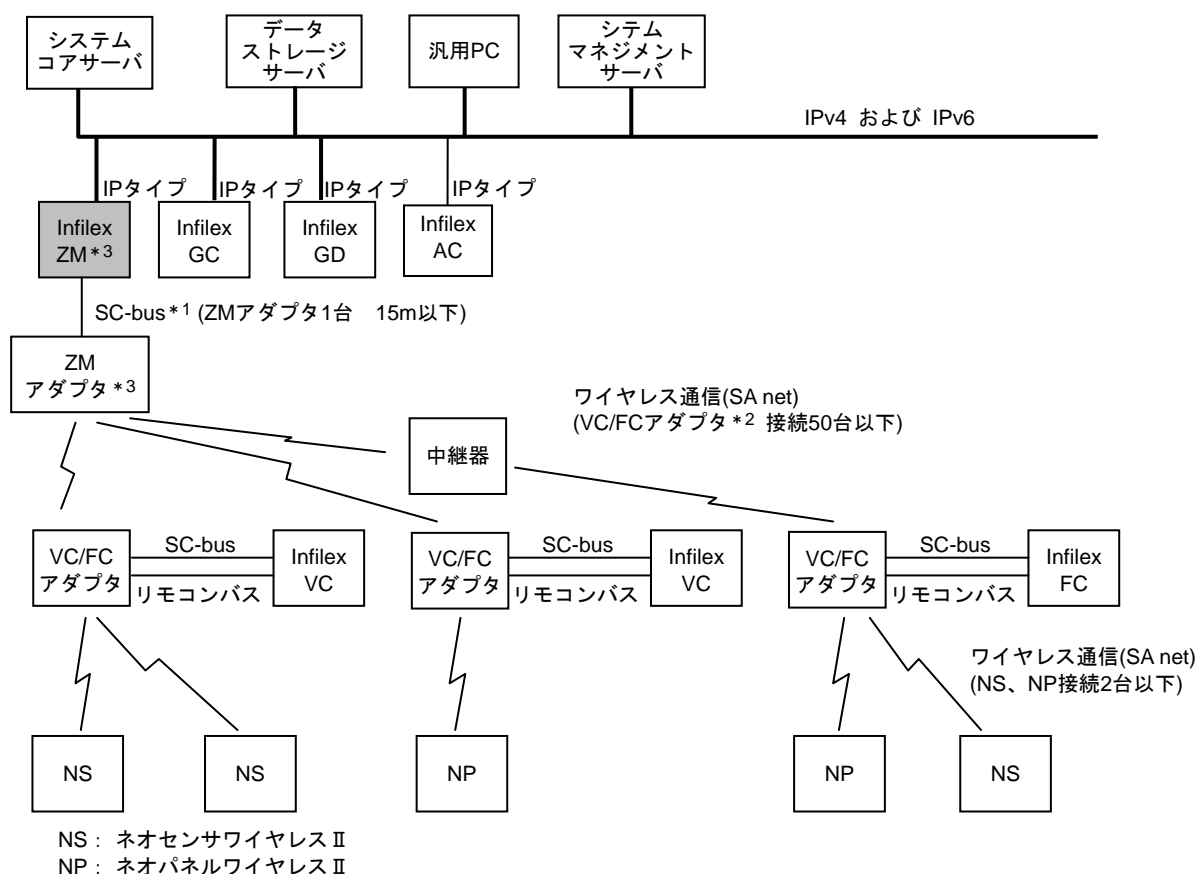 システム
コアサーバ
データ
ストレージ
サーバ
汎用PC
シテム
マネジメント
サーバ
IPv4 および IPv6
IPタイプ
IPタイプ
IPタイプ
IPタイプ
Infilex
ZM*3
Infilex
GC
Infilex
GD
Infilex
AC
SC-bus*1 (ZMアダプタ1台　15m以下)
ZM
アダプタ*3
ワイヤレス通信(SA net)
(VC/FCアダプタ*2 接続50台以下)
中継器
VC/FC
アダプタ
SC-bus
リモコンバス
Infilex
VC
VC/FC
アダプタ
SC-bus
リモコンバス
Infilex
VC
VC/FC
アダプタ
SC-bus
リモコンバス
Infilex
FC
ワイヤレス通信(SA net)
(NS、NP接続2台以下)
NS
NS
NP
NP
NS
NS： ネオセンサワイヤレスⅡ
NP： ネオパネルワイヤレスⅡ